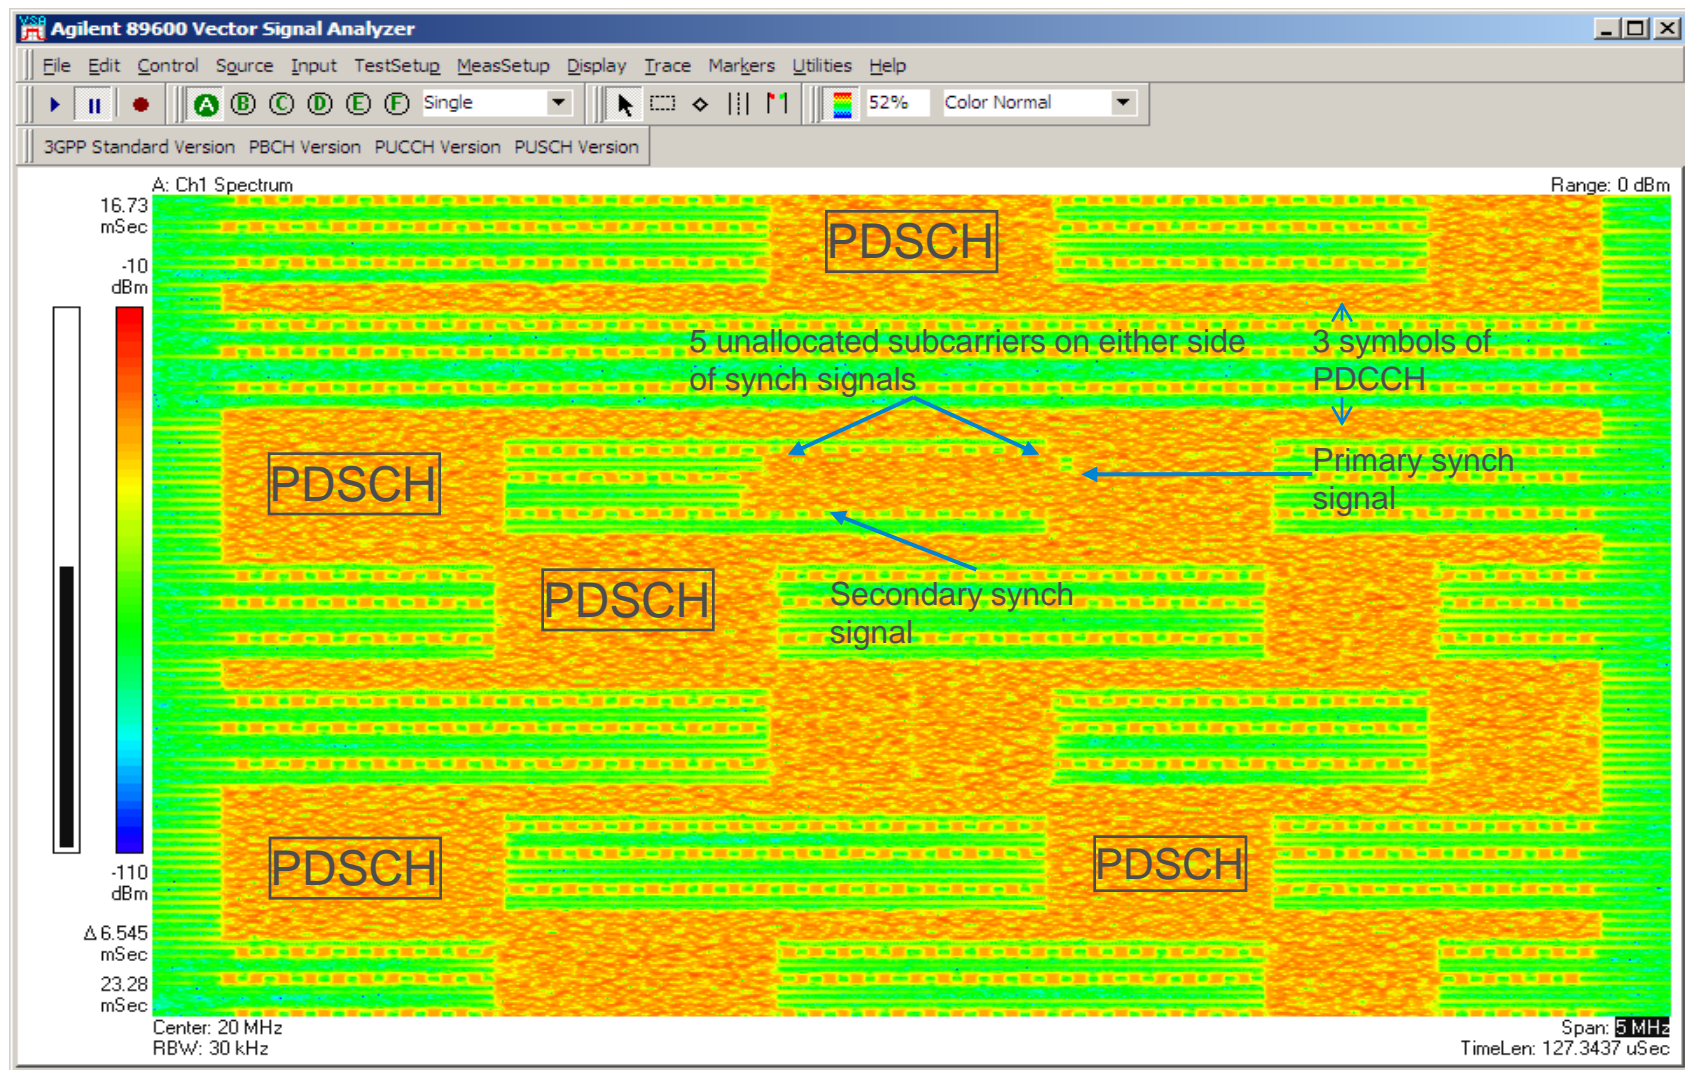 VSA
Agilent 89600 Vector Signal Analyzer
File Edit Control Source Input TestSetup MeasSetup Display Trace Markers Utilities Help
A B C D E F Single 52% Color Normal
3GPP Standard Version PBCH Version PUCCH Version PUSCH Version
A: Ch1 Spectrum Range: 0 dBm
16.73
mSec
-10
dBm
PDSCH
5 unallocated subcarriers on either side
of synch signals
3 symbols of
PDCCH
PDSCH
Primary synch
signal
PDSCH
Secondary synch
signal
PDSCH
PDSCH
-110
dBm
Δ 6.545
mSec
23.28
mSec
Center: 20 MHz Span: 5 MHz
RBW: 30 kHz TimeLen: 127.3437 uSec